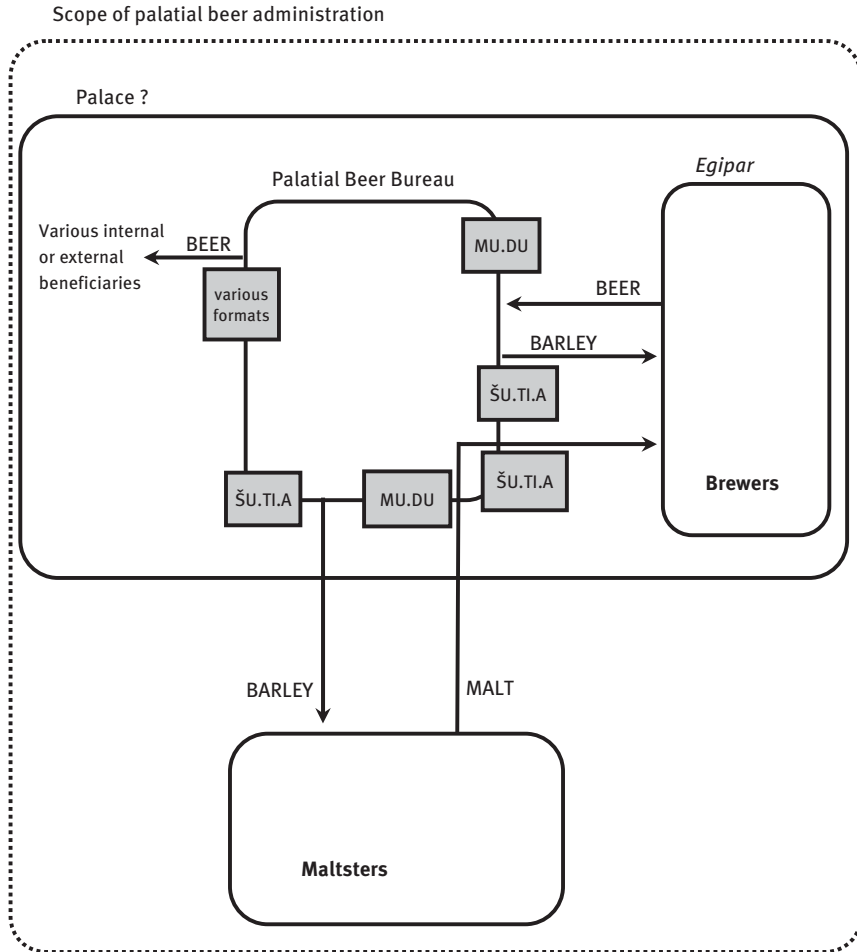 Scope of palatial beer administration
Palace ?
Egipar
Palatial Beer Bureau
Various internal
or external
beneficiaries
BEER
MU.DU
various
formats
BEER
BARLEY
ŠU.TI.A
ŠU.TI.A
MU.DU
ŠU.TI.A
Brewers
BARLEY
MALT
Maltsters